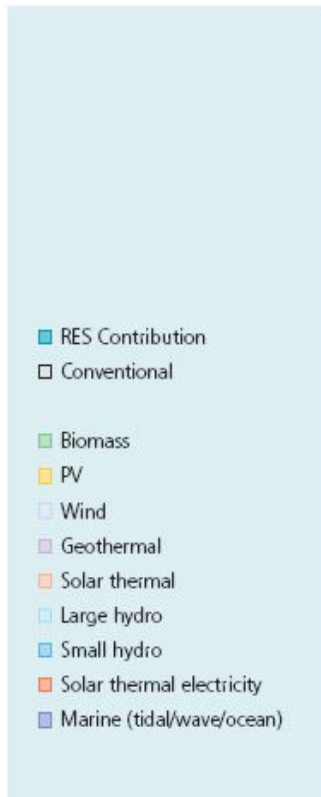 RES Contribution
Conventional
Biomass
PV
Wind
Geothermal
Solar thermal
Large hydro
Small hydro
Solar thermal electricity
Marine (tidal/wave/ocean)